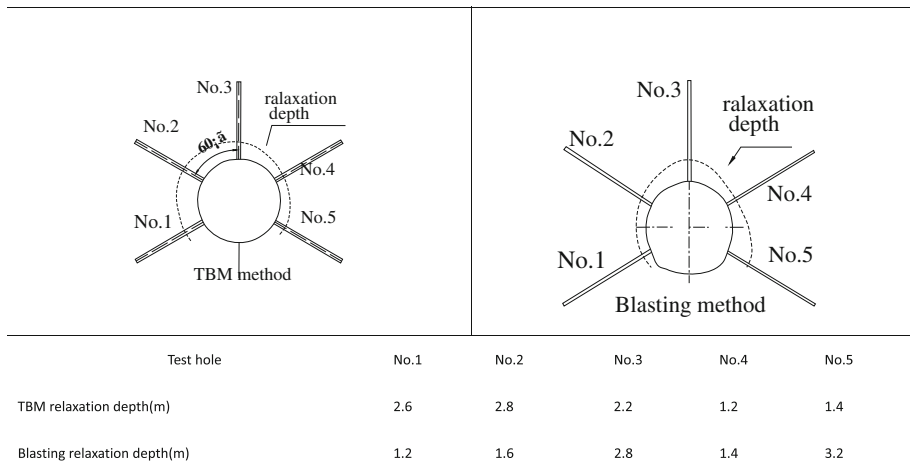 No.3
ralaxation
depth
No.2
60¡ã
No.4
No.1
No.5
TBM method
No.3
ralaxation
depth
No.2
No.4
No.1
No.5
Blasting method
Test hole No.1 No.2 No.3 No.4 No.5
TBM relaxation depth(m) 2.6 2.8 2.2 1.2 1.4
Blasting relaxation depth(m) 1.2 1.6 2.8 1.4 3.2